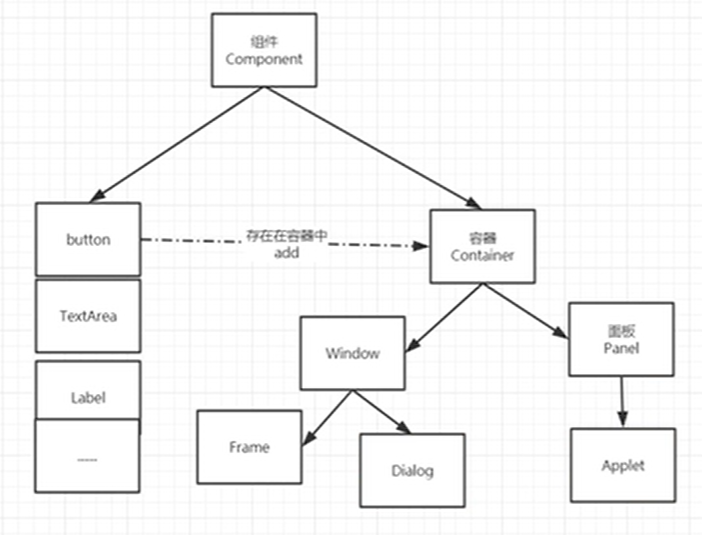 组件
Component
button
存在在容器中
add
容器
Container
TextArea
Window
面板
Panel
Label
Frame
Dialog
Applet
......